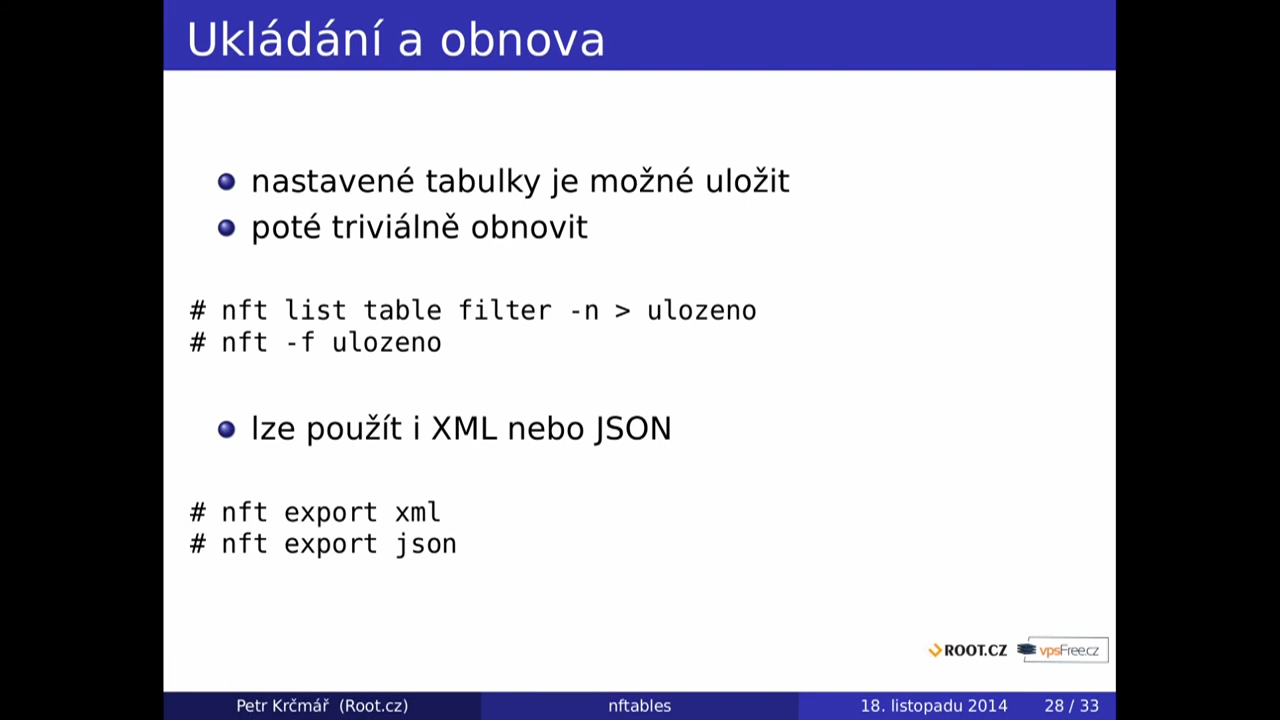 Ukládání a obnova
nastavené tabulky je možné uložit
poté triviálně obnovit
# nft list table filter -n > ulozeno
# nft -f ulozeno
lze použít i XML nebo JSON
# nft export xml
# nft export json
ROOT.CZ vpsFree.cz
Petr Krčmář (Root.cz) nftables 18. listopadu 2014 28 / 33